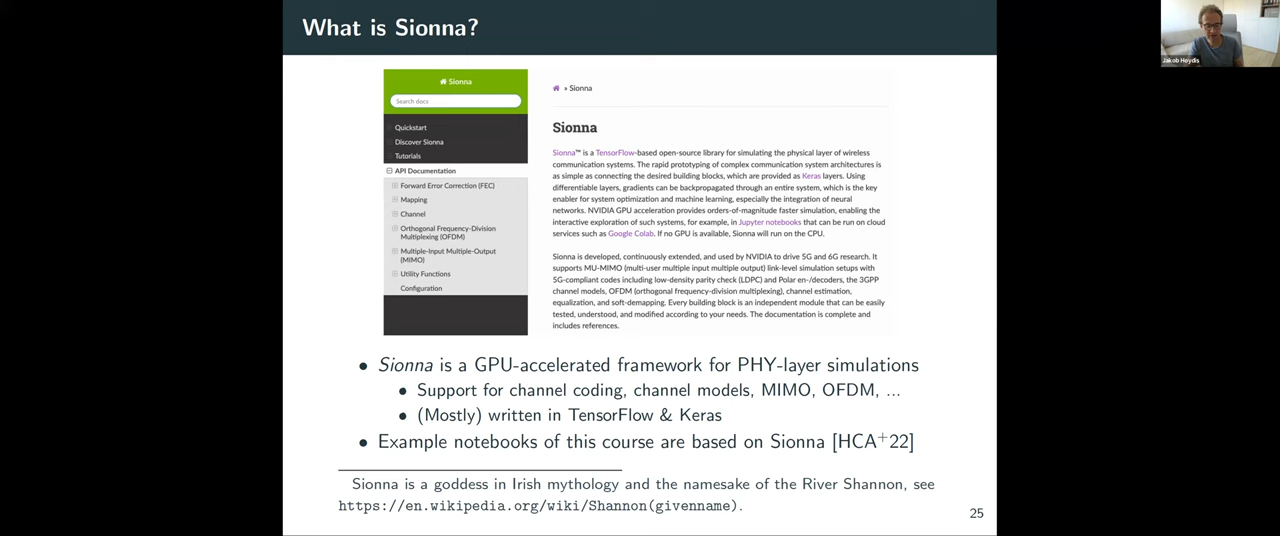 What is Sionna?
Jakob Hoydis
Sionna
Search docs
Quickstart
Discover Sionna
Tutorials
API Documentation
Forward Error Correction (FEC)
Mapping
Channel
Orthogonal Frequency-Division
Multiplexing (OFDM)
Multiple-Input Multiple-Output
(MIMO)
Utility Functions
Configuration
» Sionna
Sionna
Sionna™ is a TensorFlow-based open-source library for simulating the physical layer of wireless
communication systems. The rapid prototyping of complex communication system architectures is
as simple as connecting the desired building blocks, which are provided as Keras layers. Using
differentiable layers, gradients can be backpropagated through an entire system, which is the key
enabler for system optimization and machine learning, especially the integration of neural
networks. NVIDIA GPU acceleration provides orders-of-magnitude faster simulation, enabling the
interactive exploration of such systems, for example, in Jupyter notebooks that can be run on cloud
services such as Google Colab. If no GPU is available, Sionna will run on the CPU.
Sionna is developed, continuously extended, and used by NVIDIA to drive 5G and 6G research. It
supports MU-MIMO (multi-user multiple input multiple output) link-level simulation setups with
5G-compliant codes including low-density parity check (LDPC) and Polar en-/decoders, the 3GPP
channel models, OFDM (orthogonal frequency-division multiplexing), channel estimation,
equalization, and soft-demapping. Every building block is an independent module that can be easily
tested, understood, and modified according to your needs. The documentation is complete and
includes references.
• Sionna is a GPU-accelerated framework for PHY-layer simulations
• Support for channel coding, channel models, MIMO, OFDM, ...
• (Mostly) written in TensorFlow & Keras
• Example notebooks of this course are based on Sionna [HCA+22]
Sionna is a goddess in Irish mythology and the namesake of the River Shannon, see
https://en.wikipedia.org/wiki/Shannon(givenname).
25